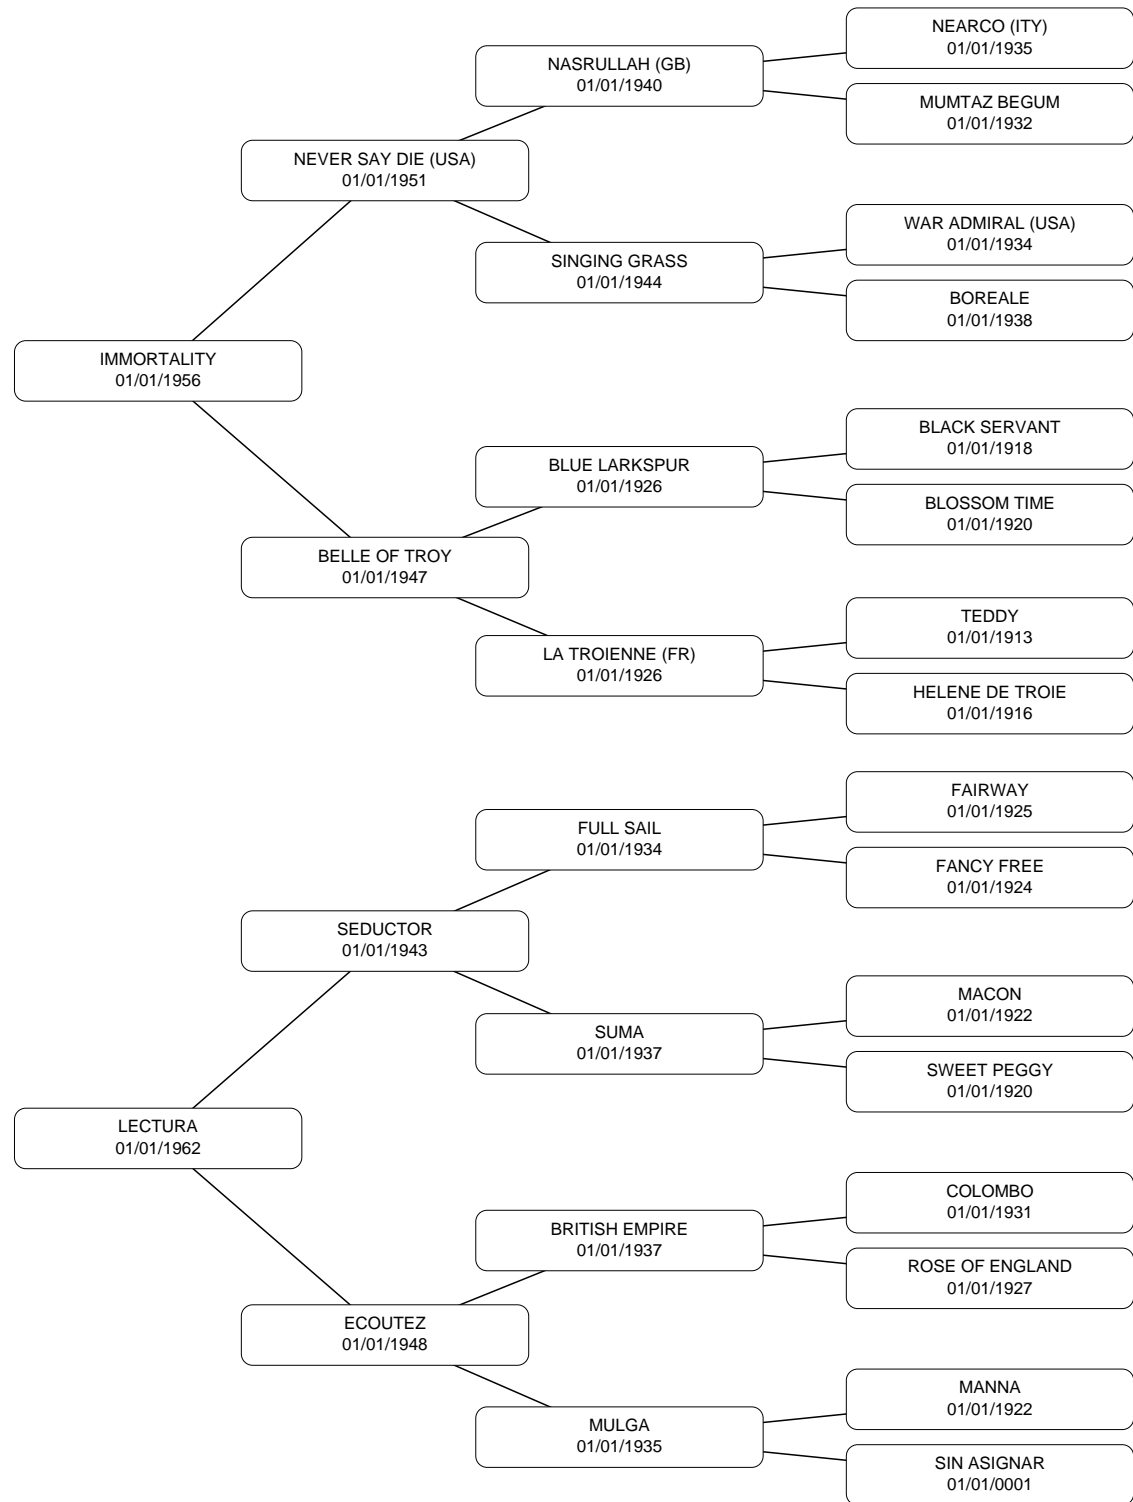 NEARCO (ITY)
01/01/1935
NASRULLAH (GB)
01/01/1940
MUMTAZ BEGUM
01/01/1932
NEVER SAY DIE (USA)
01/01/1951
WAR ADMIRAL (USA)
01/01/1934
SINGING GRASS
01/01/1944
BOREALE
01/01/1938
IMMORTALITY
01/01/1956
BLACK SERVANT
01/01/1918
BLUE LARKSPUR
01/01/1926
BLOSSOM TIME
01/01/1920
BELLE OF TROY
01/01/1947
TEDDY
01/01/1913
LA TROIENNE (FR)
01/01/1926
HELENE DE TROIE
01/01/1916
FAIRWAY
01/01/1925
FULL SAIL
01/01/1934
FANCY FREE
01/01/1924
SEDUCTOR
01/01/1943
MACON
01/01/1922
SUMA
01/01/1937
SWEET PEGGY
01/01/1920
LECTURA
01/01/1962
COLOMBO
01/01/1931
BRITISH EMPIRE
01/01/1937
ROSE OF ENGLAND
01/01/1927
ECOUTEZ
01/01/1948
MANNA
01/01/1922
MULGA
01/01/1935
SIN ASIGNAR
01/01/0001